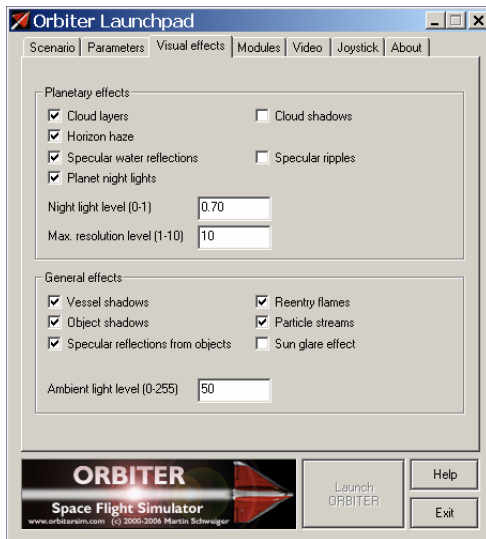 Orbiter Launchpad
Scenario Parameters Visual effects Modules Video Joystick About
Planetary effects
Cloud layers Cloud shadows
Horizon haze
Specular water reflections Specular ripples
Planet night lights
Night light level (0-1) 0.70
Max. resolution level (1-10) 10
General effects
Vessel shadows Reentry flames
Object shadows Particle streams
Specular reflections from objects Sun glare effect
Ambient light level (0-255) 50
ORBITER
Space Flight Simulator
www.orbitersim.com (c) 2000-2006 Martin Schweiger
Launch
ORBITER
Help
Exit